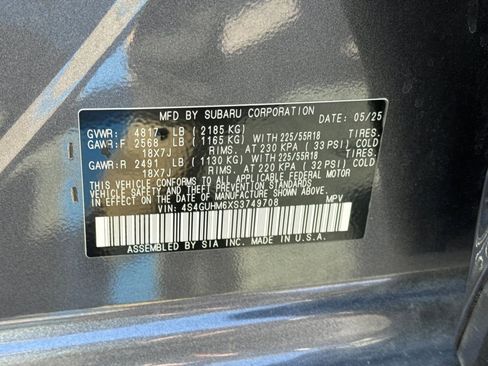 MFD BY SUBARU CORPORATION
DATE: 05/25
GVWR: 4817 LB (2185 KG)
GAWR:F 2568 LB (1165 KG) WITH 225/55R18 TIRES.
18X7J RIMS. AT 230 KPA (33 PSI) COLD
GAWR:R 2491 LB (1130 KG) WITH 225/55R18 TIRES.
18X7J RIMS. AT 220 KPA (32 PSI) COLD
THIS VEHICLE CONFORMS TO ALL APPLICABLE FEDERAL MOTOR
VEHICLE SAFETY AND THEFT PREVENTION STANDARDS
IN EFFECT ON THE DATE OF MANUFACTURE SHOWN ABOVE.
VIN: 4S4GUHM6XS3749708 MPV
ASSEMBLED BY SIA INC. MADE IN U.S.A.